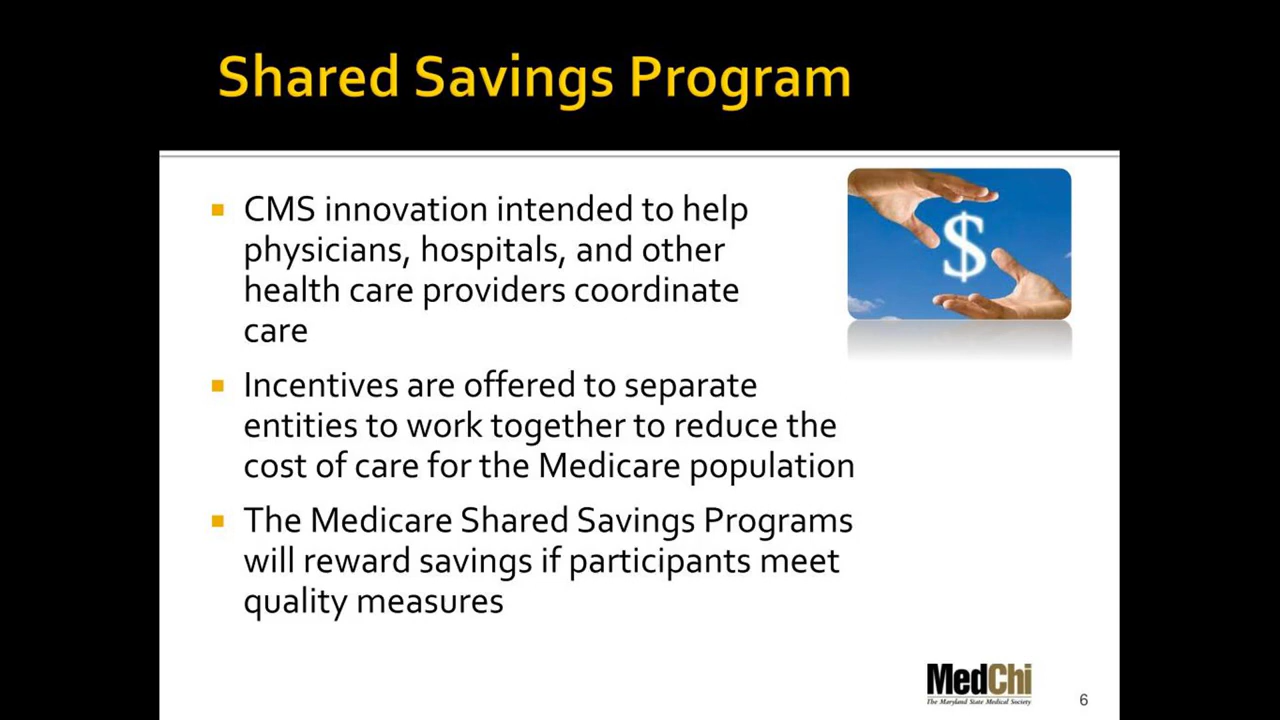 Shared Savings Program
CMS innovation intended to help
physicians, hospitals, and other
health care providers coordinate
care
$
Incentives are offered to separate
entities to work together to reduce the
cost of care for the Medicare population
The Medicare Shared Savings Programs
will reward savings if participants meet
quality measures
MedChi
The Maryland State Medical Society
6